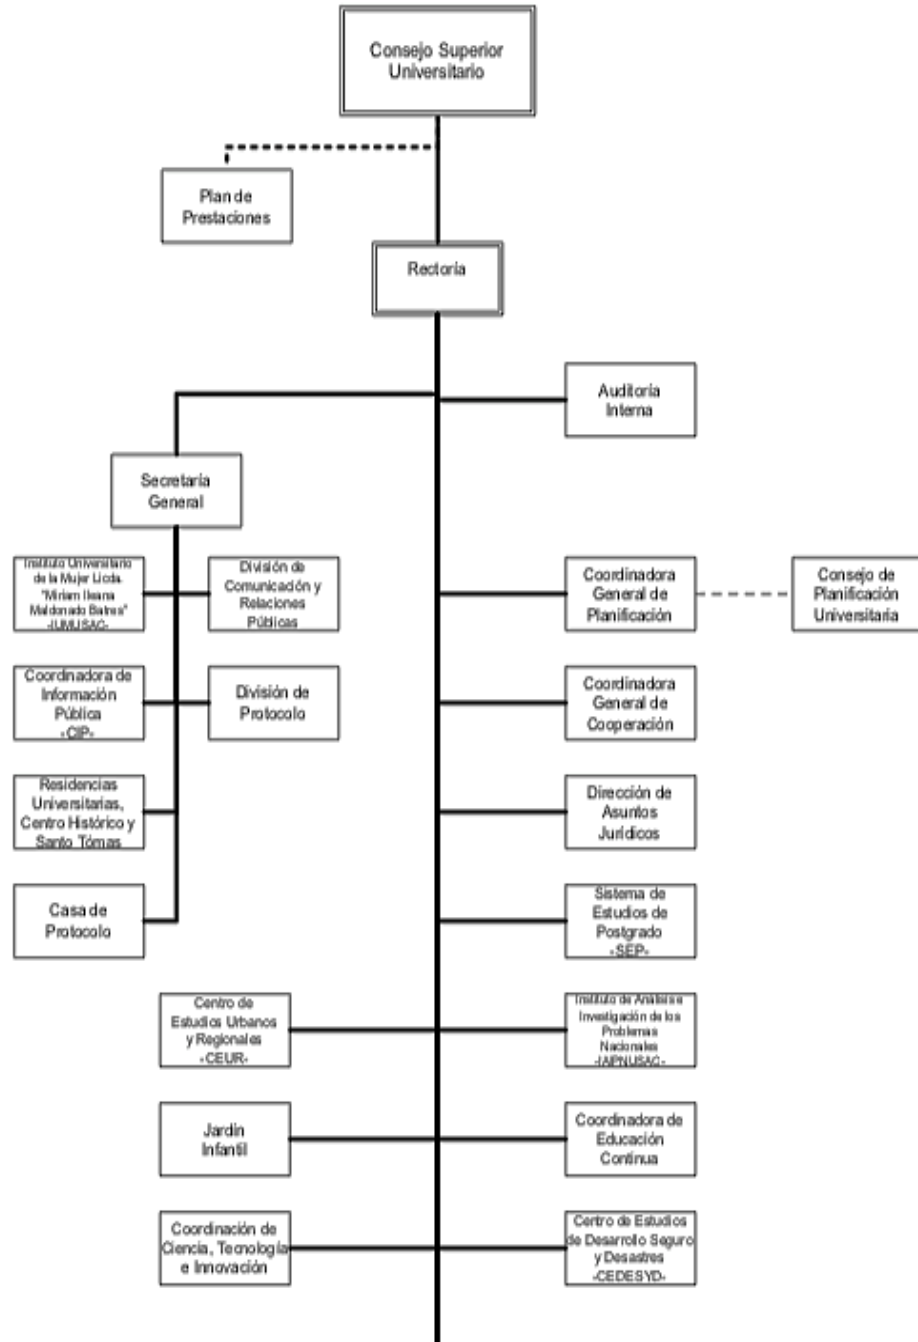 Consejo Superior
Universitario
Plan de
Prestaciones
Rectoría
Auditoría
Interna
Secretaría
General
Instituto Universitario
de la Mujer Licda.
"Miriam Ileana
Maldonado Batres"
-IUMUSAC-
División de
Comunicación y
Relaciones
Públicas
Coordinadora
General de
Planificación
Consejo de
Planificación
Universitaria
Coordinadora de
Información
Pública
-CIP-
División de
Protocolo
Coordinadora
General de
Cooperación
Residencias
Universitarias,
Centro Histórico y
Santo Tómas
Dirección de
Asuntos
Jurídicos
Casa de
Protocolo
Sistema de
Estudios de
Postgrado
-SEP-
Centro de
Estudios Urbanos
y Regionales
-CEUR-
Instituto de Análisis e
Investigación de los
Problemas
Nacionales
-IAIPNUSAC-
Jardín
Infantil
Coordinadora de
Educación
Continua
Coordinación de
Ciencia, Tecnología
e Innovación
Centro de Estudios
de Desarrollo Seguro
y Desastres
-CEDESYD-